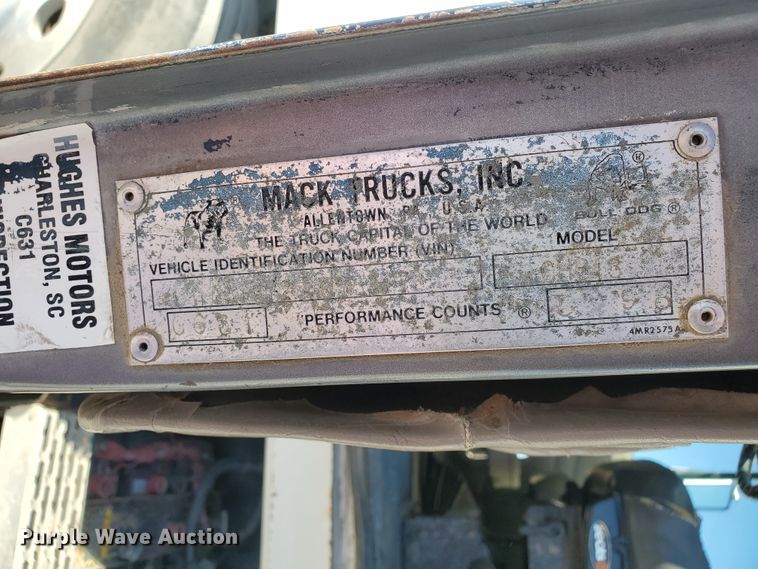 HUGHES MOTORS
CHARLESTON, SC
C631
MACK TRUCKS, INC.
ALLENTOWN, PA. U.S.A.
THE TRUCK CAPITAL OF THE WORLD
BULL DOG ®
VEHICLE IDENTIFICATION NUMBER (VIN)
MODEL
PERFORMANCE COUNTS ®
4MR2575A
Purple Wave Auction